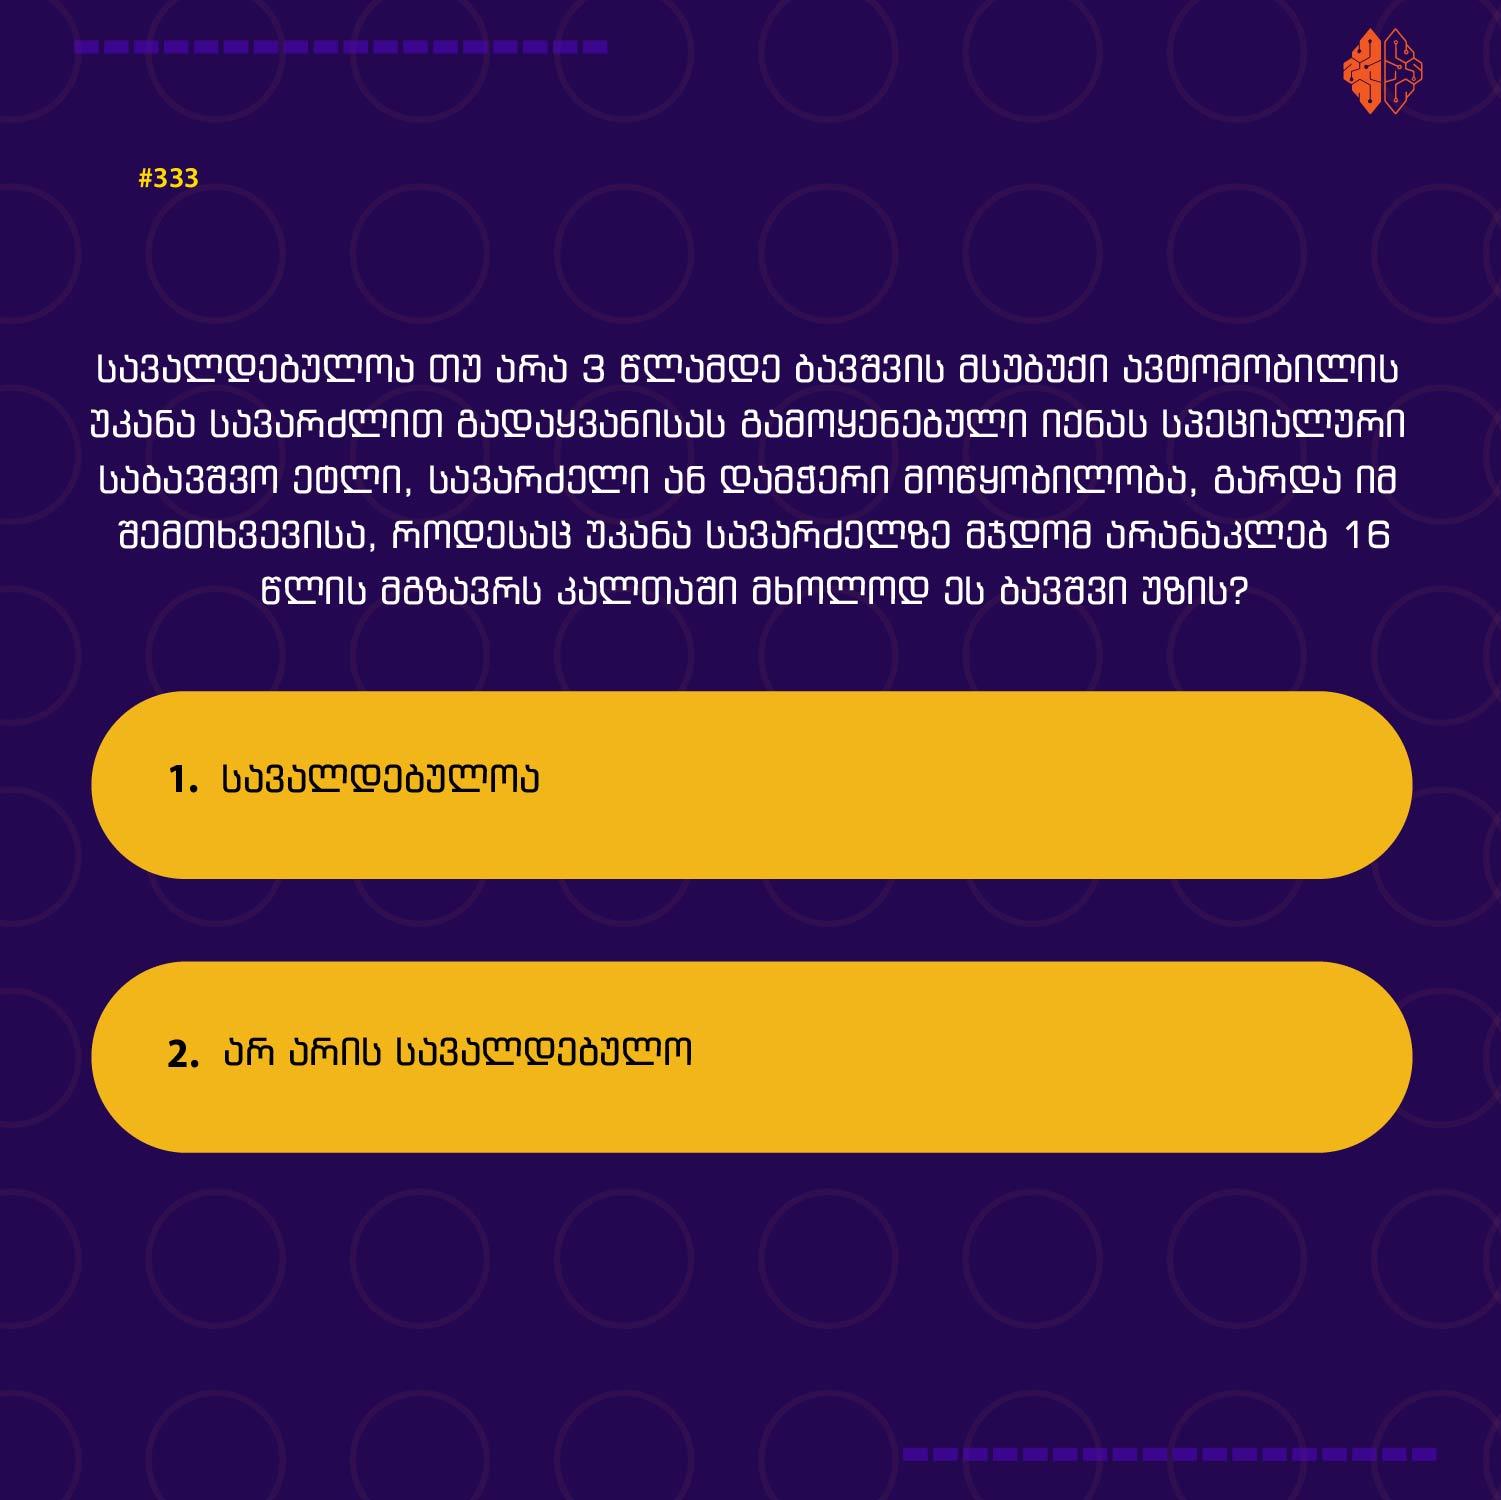 #333
სავალდებულოა თუ არა 3 წლამდე ბავშვის მსუბუქი ავტომობილის
უკანა სავარძლით გადაყვანისას გამოყენებული იქნას სპეციალური
საბავშვო ეტლი, სავარძელი ან დამჭერი მოწყობილობა, გარდა იმ
შემთხვევისა, როდესაც უკანა სავარძელზე მჯდომ არანაკლებ 16
წლის მგზავრს კალთაში მხოლოდ ეს ბავშვი უზის?
1. სავალდებულოა
2. არ არის სავალდებულო